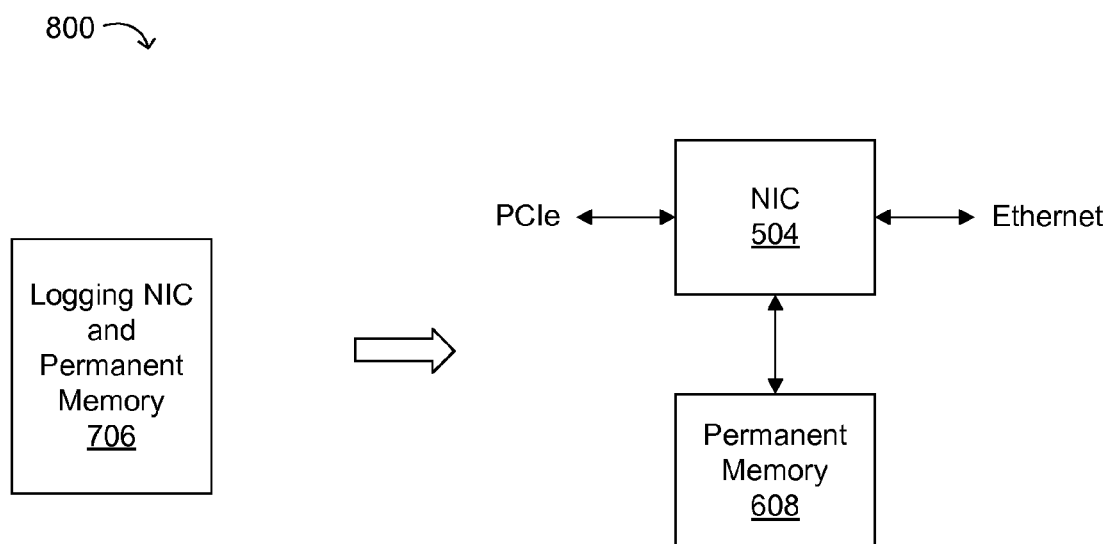 800
Logging NIC
and
Permanent
Memory
706
PCIe
NIC
504
Ethernet
Permanent
Memory
608